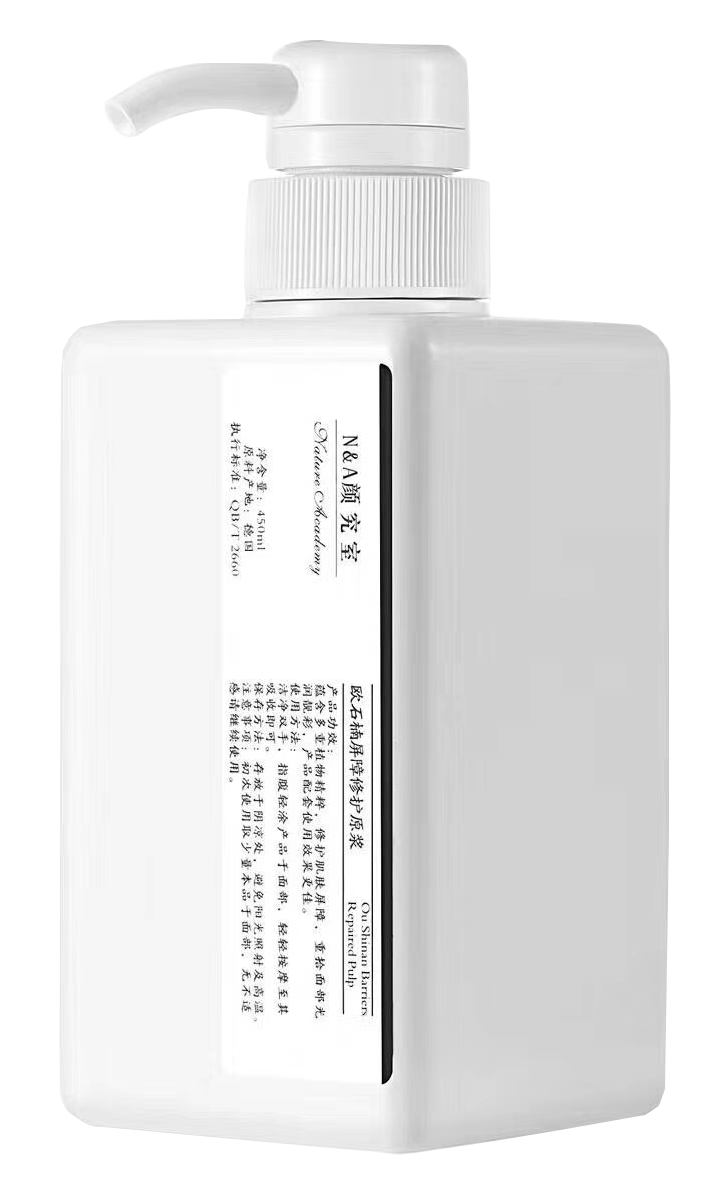 N&A颜究室
Nature Academy
净含量：450ml
原料产地：德国
执行标准：QB/T 2660
欧石楠屏障修护原浆
Ou Shinan Barriers
Repaired Pulp
产品功效：
蕴含多重植物精粹，修护肌肤屏障，重拾面部光
润靓彩，产品配套使用效果更佳。
使用方法：
洁净双手，指腹轻涂产品于面部，轻轻按摩至其
吸收即可。
保存方法：存放于阴凉处，避免阳光照射及高温。
注意事项：初次使用取少量本品于面部，无不适
感请继续使用。